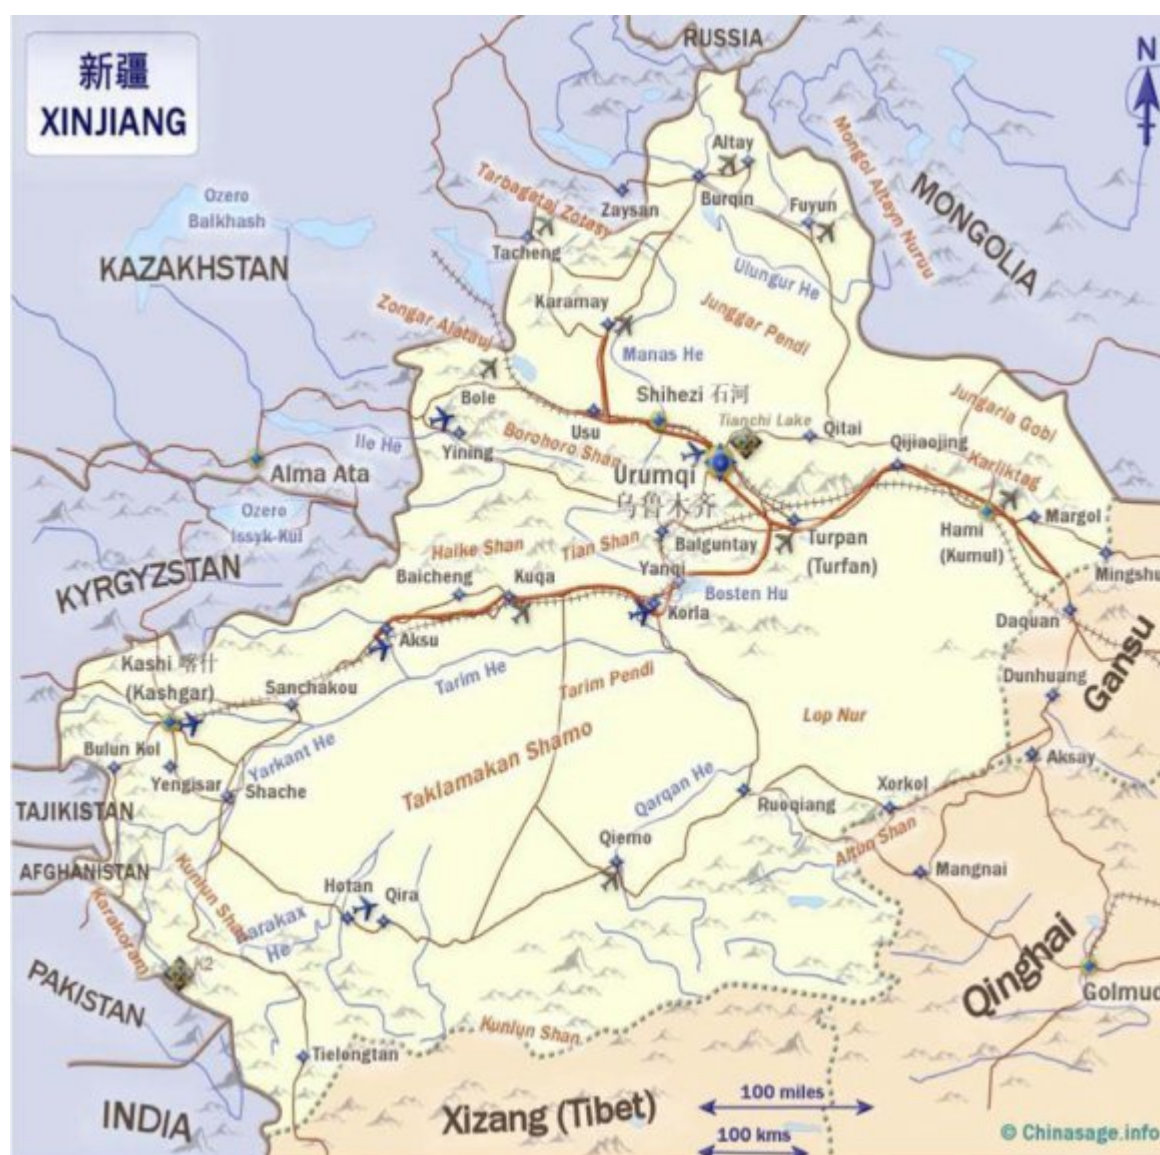 新疆
XINJIANG
RUSSIA
N
Altay
Mongol Altayn Nuruu
MONGOLIA
Tarbagatai Zotasy
Zaysan
Burqin
Fuyun
Ozero
Balkhash
Tacheng
KAZAKHSTAN
Ulungur He
Karamay
Junggar Pendi
Zongar Alatauj
Manas He
Bole
Shihezi 石河
Tianchi Lake
Jungaria Gobi
Ile He
Usu
Qitai
Yining
Borohoro Shan
Qijiaojing
Karliktag
Alma Ata
Urumqi
乌鲁木齐
Ozero
Issyk Kül
Margol
Hami
(Kumul)
Haike Shan
Tian Shan
Balguntay
Turpan
(Turfan)
KYRGYZSTAN
Baicheng
Kuqa
Yanqi
Bosten Hu
Mingshu
Korla
Daquan
Aksu
Kashi 喀什
(Kashgar)
Sanchakou
Tarim He
Tarim Pendi
Dunhuang
Gansu
Lop Nur
Bulun Kol
Yarkant He
Taklamakan Shamo
Aksay
Yengisar
Shache
Qarqan He
Xorkol
Ruoqiang
TAJIKISTAN
Qiemo
Altun Shan
AFGHANISTAN
Kunlun Shan
Mangnai
Hotan
Qira
Karakax
He
Karakoram)
K2
PAKISTAN
Qinghai
Golmud
Kunlun Shan
Tielongtan
INDIA
Xizang (Tibet)
100 miles
100 kms
© Chinasage.info